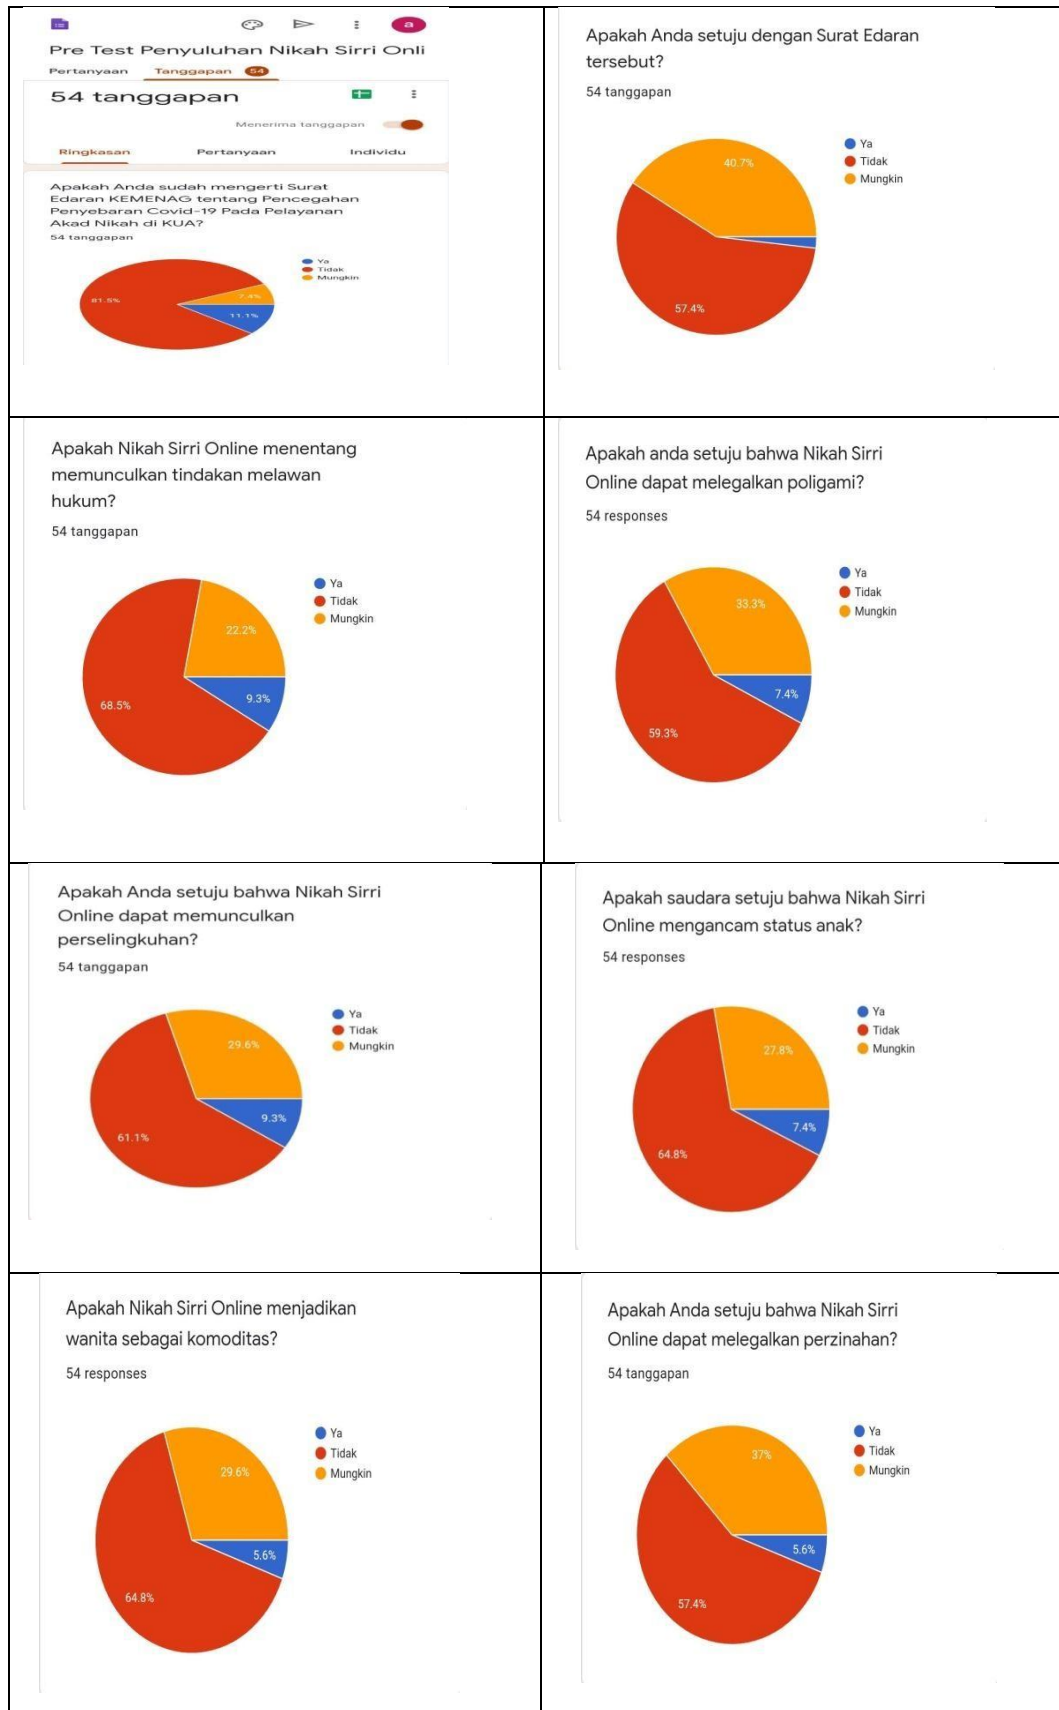 a
Pre Test Penyuluhan Nikah Sirri Onli
Pertanyaan Tanggapan 54
54 tanggapan
Menerima tanggapan
Ringkasan Pertanyaan Individu
Apakah Anda sudah mengerti Surat
Edaran KEMENAG tentang Pencegahan
Penyebaran Covid-19 Pada Pelayanan
Akad Nikah di KUA?
54 tanggapan
Ya
Tidak
Mungkin
81.5%
7.4%
11.1%
Apakah Anda setuju dengan Surat Edaran
tersebut?
54 tanggapan
Ya
Tidak
Mungkin
40.7%
57.4%
Apakah Nikah Sirri Online menentang
memunculkan tindakan melawan
hukum?
54 tanggapan
Ya
Tidak
Mungkin
22.2%
9.3%
68.5%
Apakah anda setuju bahwa Nikah Sirri
Online dapat melegalkan poligami?
54 responses
Ya
Tidak
Mungkin
33.3%
7.4%
59.3%
Apakah Anda setuju bahwa Nikah Sirri
Online dapat memunculkan
perselingkuhan?
54 tanggapan
Ya
Tidak
Mungkin
29.6%
9.3%
61.1%
Apakah saudara setuju bahwa Nikah Sirri
Online mengancam status anak?
54 responses
Ya
Tidak
Mungkin
27.8%
7.4%
64.8%
Apakah Nikah Sirri Online menjadikan
wanita sebagai komoditas?
54 responses
Ya
Tidak
Mungkin
29.6%
5.6%
64.8%
Apakah Anda setuju bahwa Nikah Sirri
Online dapat melegalkan perzinahan?
54 tanggapan
Ya
Tidak
Mungkin
37%
5.6%
57.4%